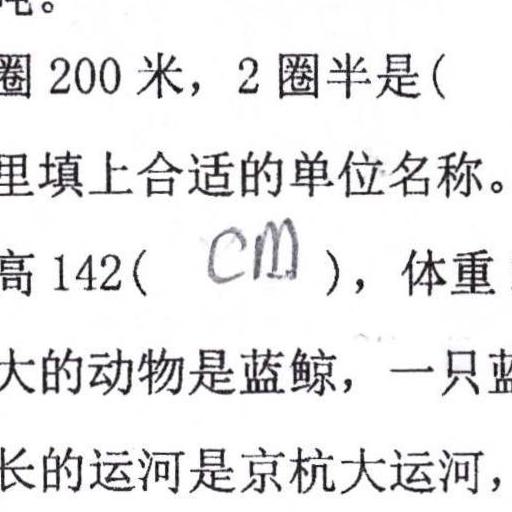 吨。
圈 200 米，2 圈半是(
里填上合适的单位名称。
高 142( cm )，体重
大的动物是蓝鲸，一只蓝
长的运河是京杭大运河，